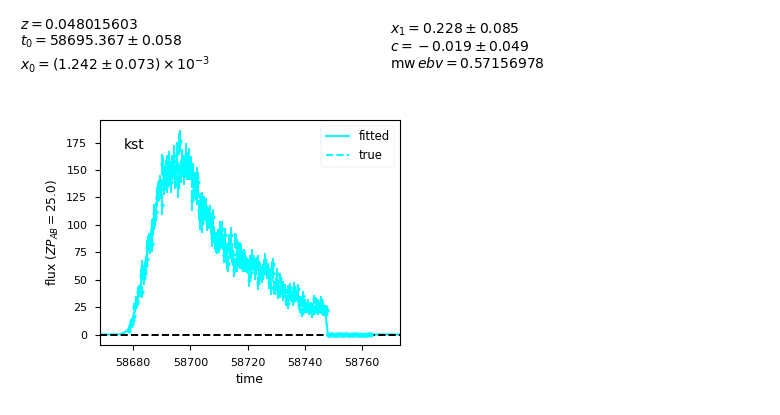 z = 0.048015603
t₀ = 58695.367 ± 0.058
x₀ = (1.242 ± 0.073) × 10⁻³
x₁ = 0.228 ± 0.085
c = −0.019 ± 0.049
mw ebv = 0.57156978
kst
fitted
true
175
150
125
100
75
50
25
0
flux (ZP_AB = 25.0)
58680 58700 58720 58740 58760
time